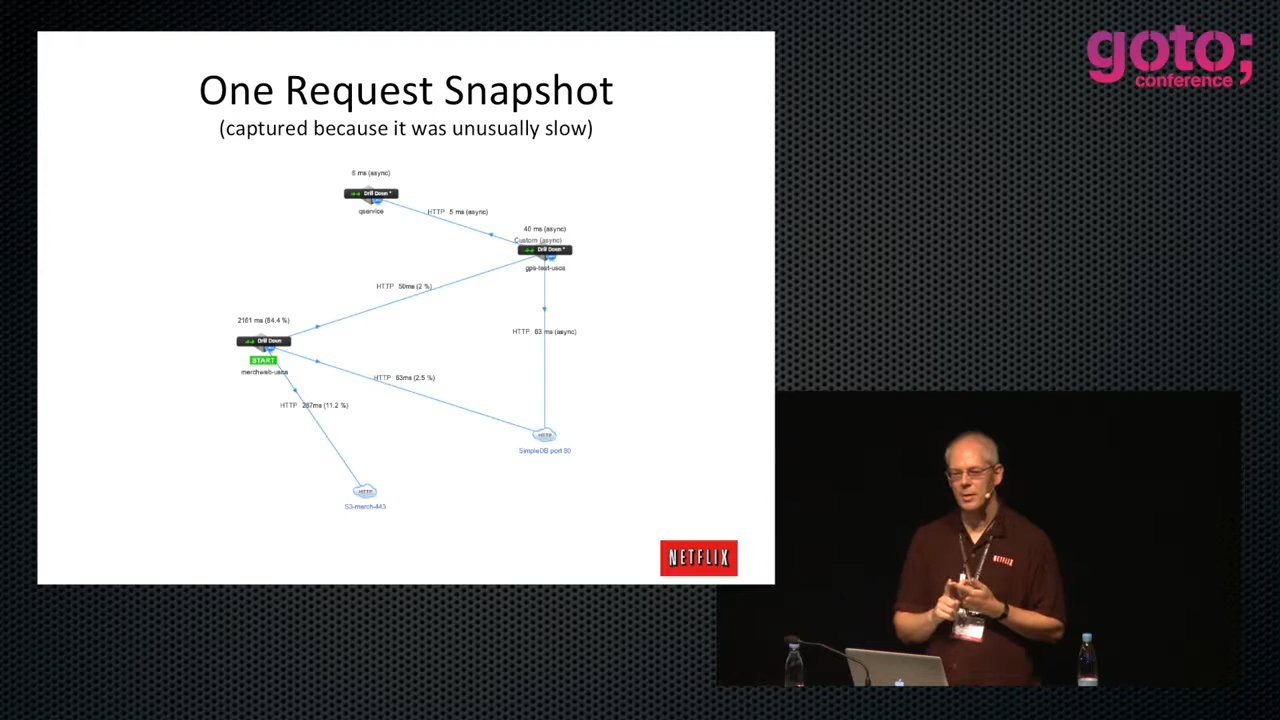 goto;
conference
One Request Snapshot
(captured because it was unusually slow)
6 ms (async)
Drill Down *
qservice
HTTP 5 ms (async)
40 ms (async)
Custom (async)
Drill Down *
gps-test-usca
HTTP 50ms (2 %)
2161 ms (84.4 %)
HTTP 63 ms (async)
Drill Down
START
merchweb-usca
HTTP 63ms (2.5 %)
HTTP 287ms (11.2 %)
HTTP
SimpleDB port 80
HTTP
S3-merch-443
NETFLIX
NETFLIX